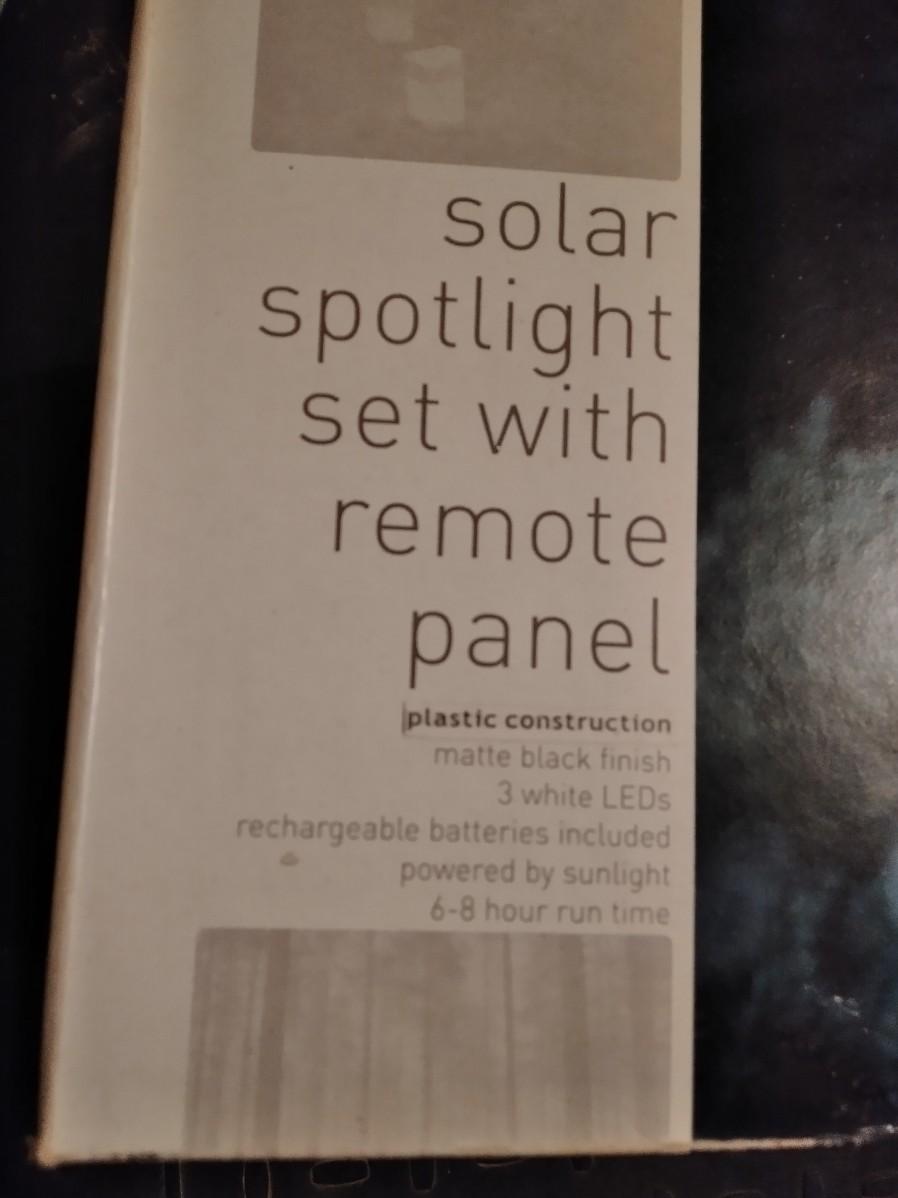 solar
spotlight
set with
remote
panel
plastic construction
matte black finish
3 white LEDs
rechargeable batteries included
powered by sunlight
6-8 hour run time